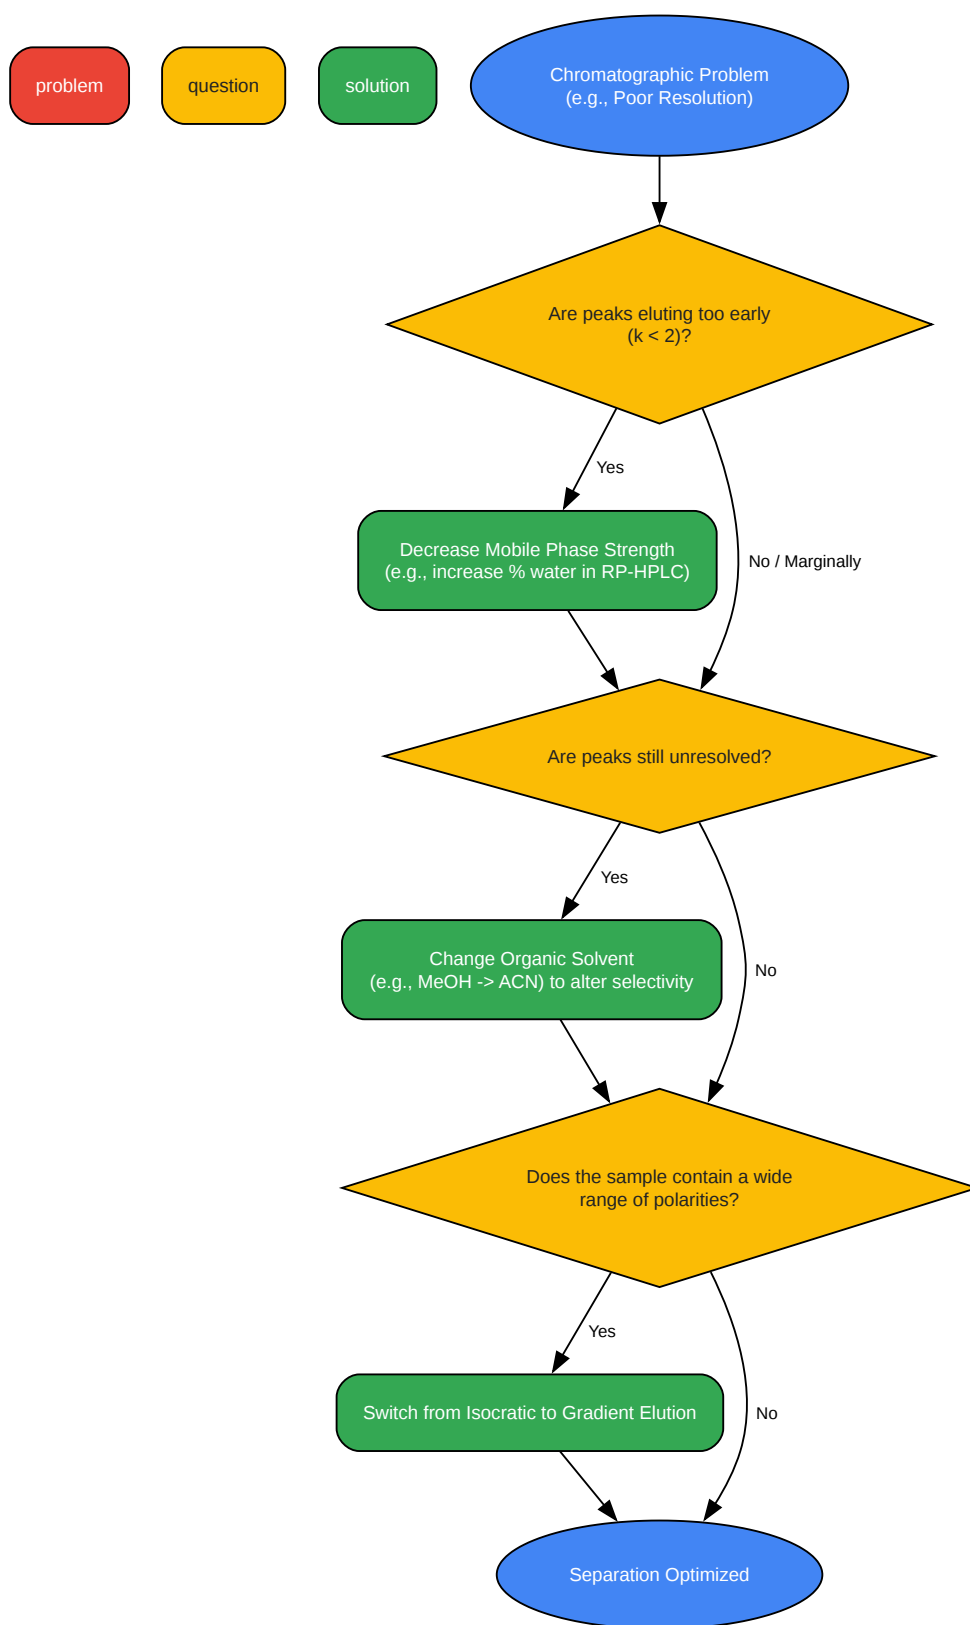 problem
question
solution
Chromatographic Problem
(e.g., Poor Resolution)
Are peaks eluting too early
(k < 2)?
Yes
No / Marginally
Decrease Mobile Phase Strength
(e.g., increase % water in RP-HPLC)
Are peaks still unresolved?
Yes
No
Change Organic Solvent
(e.g., MeOH -> ACN) to alter selectivity
Does the sample contain a wide
range of polarities?
Yes
No
Switch from Isocratic to Gradient Elution
Separation Optimized